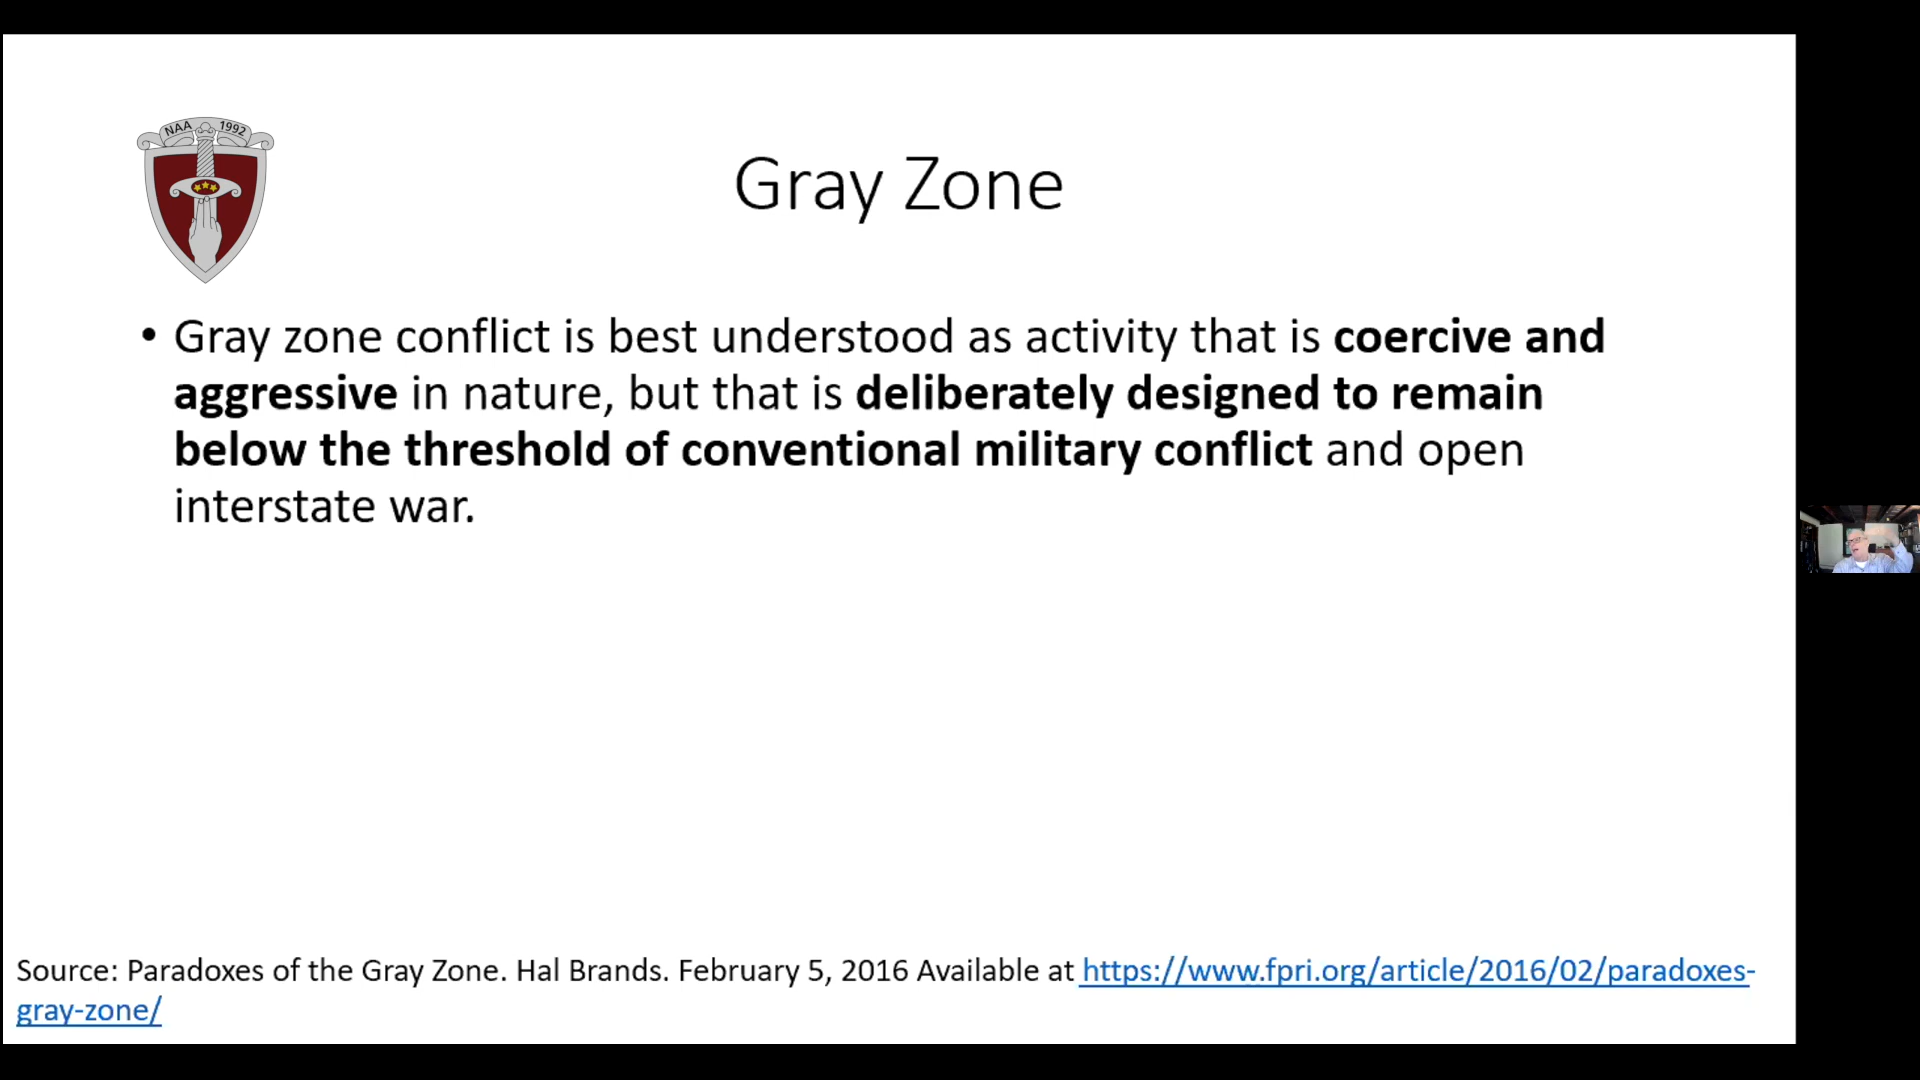 NAA 1992
Gray Zone
• Gray zone conflict is best understood as activity that is coercive and
aggressive in nature, but that is deliberately designed to remain
below the threshold of conventional military conflict and open
interstate war.
Source: Paradoxes of the Gray Zone. Hal Brands. February 5, 2016 Available at https://www.fpri.org/article/2016/02/paradoxes-
gray-zone/